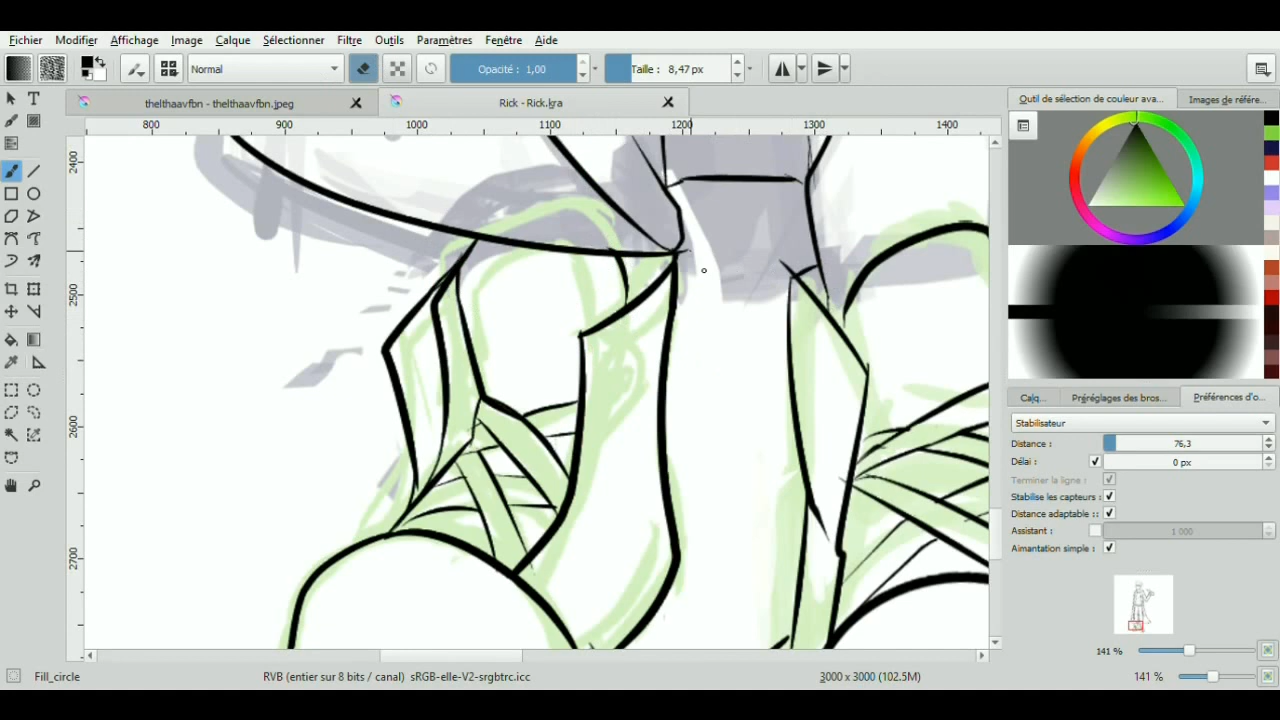 Fichier Modifier Affichage Image Calque Sélectionner Filtre Outils Paramètres Fenêtre Aide
Normal Opacité : 1,00 Taille : 8,47 px
thelthaavfbn - thelthaavfbn.jpeg Rick - Rick.kra
Outil de sélection de couleur ava... Images de référe...
800 900 1000 1100 1200 1300 1400
2400
2500
2600
2700
Calq... Préréglages des bros... Préférences d'o...
Stabilisateur
Distance : 76,3
Délai : 0 px
Terminer la ligne :
Stabilise les capteurs :
Distance adaptable ::
Assistant : 1 000
Aimantation simple :
141 %
Fill_circle RVB (entier sur 8 bits / canal) sRGB-elle-V2-srgbtrc.icc 3000 x 3000 (102.5M) 141 %